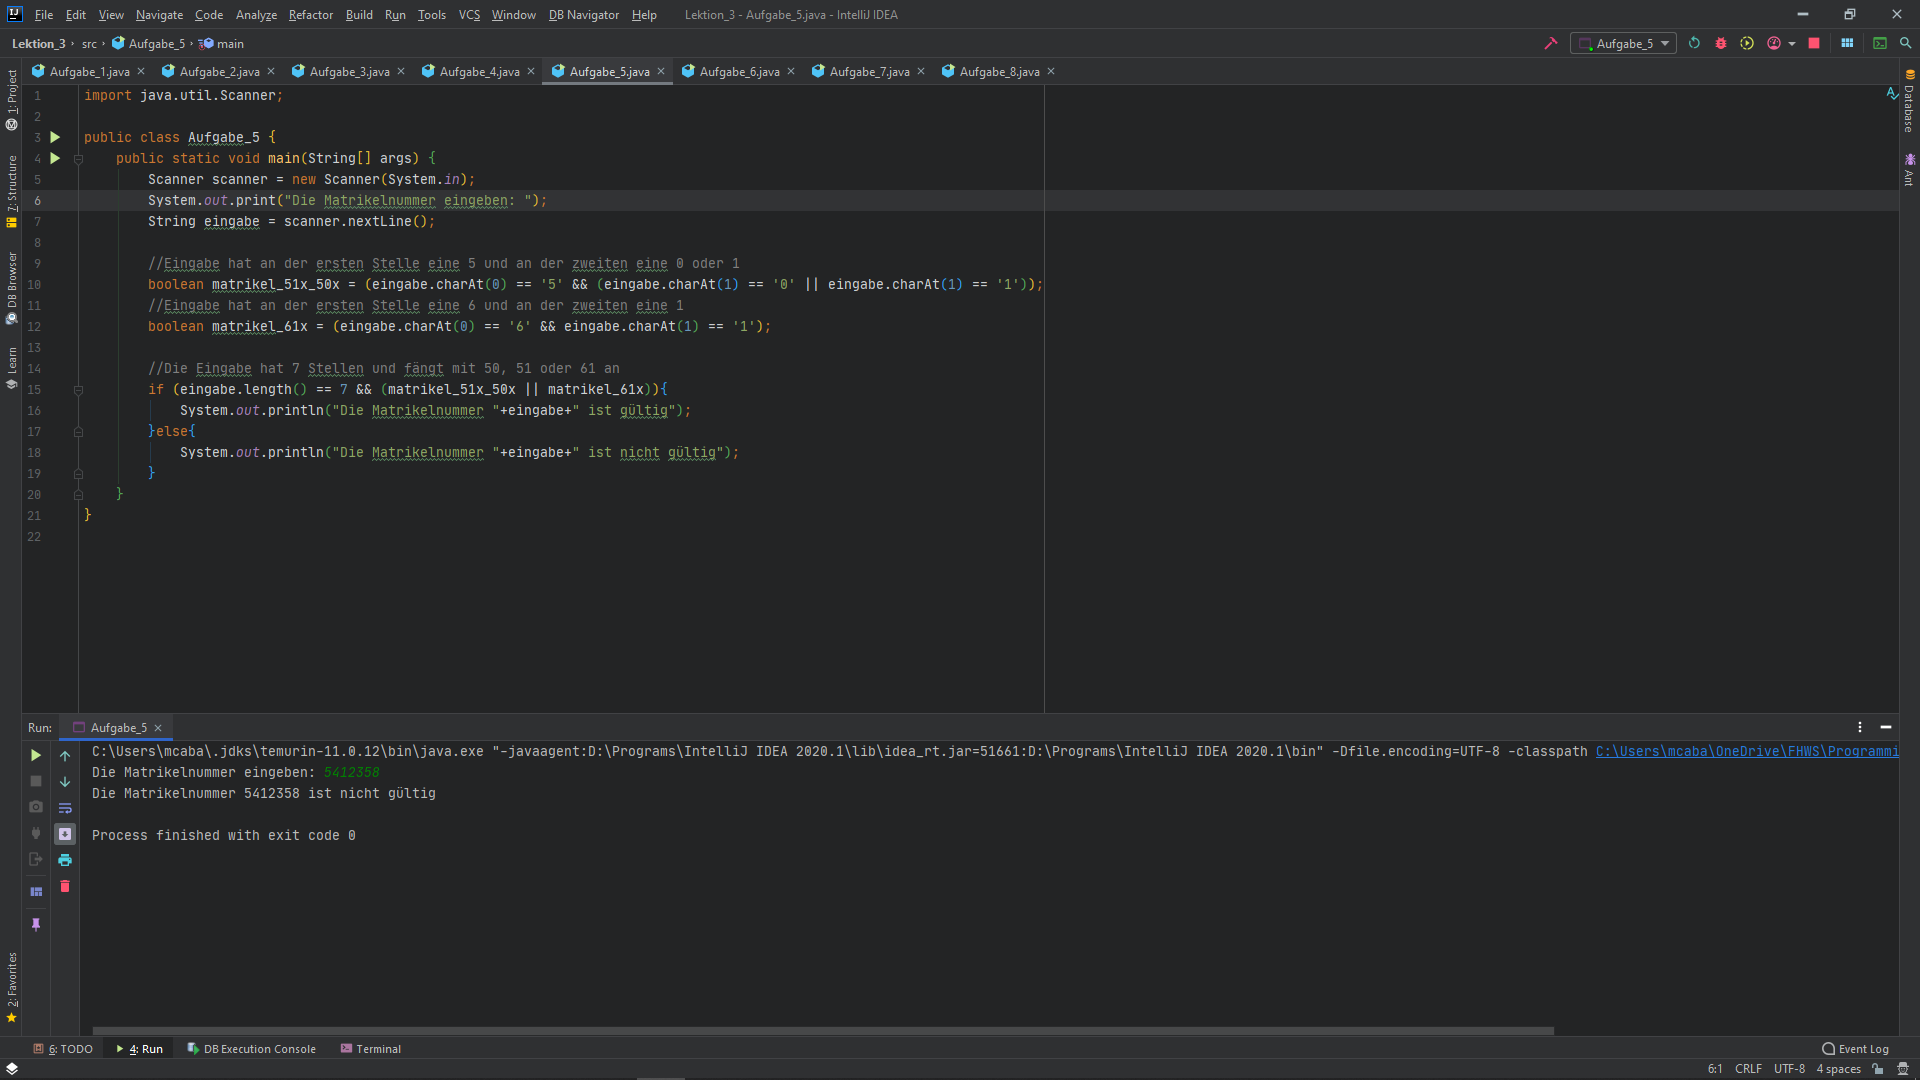 File Edit View Navigate Code Analyze Refactor Build Run Tools VCS Window DB Navigator Help Lektion_3 - Aufgabe_5.java - IntelliJ IDEA
Lektion_3 › src › Aufgabe_5 › main
Aufgabe_5
Aufgabe_1.java Aufgabe_2.java Aufgabe_3.java Aufgabe_4.java Aufgabe_5.java Aufgabe_6.java Aufgabe_7.java Aufgabe_8.java
1: Project
7: Structure
DB Browser
Learn
2: Favorites
Database
Ant
1 import java.util.Scanner;
2
3 public class Aufgabe_5 {
4 public static void main(String[] args) {
5 Scanner scanner = new Scanner(System.in);
6 System.out.print("Die Matrikelnummer eingeben: ");
7 String eingabe = scanner.nextLine();
8
9 //Eingabe hat an der ersten Stelle eine 5 und an der zweiten eine 0 oder 1
10 boolean matrikel_51x_50x = (eingabe.charAt(0) == '5' && (eingabe.charAt(1) == '0' || eingabe.charAt(1) == '1'));
11 //Eingabe hat an der ersten Stelle eine 6 und an der zweiten eine 1
12 boolean matrikel_61x = (eingabe.charAt(0) == '6' && eingabe.charAt(1) == '1');
13
14 //Die Eingabe hat 7 Stellen und fängt mit 50, 51 oder 61 an
15 if (eingabe.length() == 7 && (matrikel_51x_50x || matrikel_61x)){
16 System.out.println("Die Matrikelnummer "+eingabe+" ist gültig");
17 }else{
18 System.out.println("Die Matrikelnummer "+eingabe+" ist nicht gültig");
19 }
20 }
21 }
22
Run: Aufgabe_5
C:\Users\mcaba\.jdks\temurin-11.0.12\bin\java.exe "-javaagent:D:\Programs\IntelliJ IDEA 2020.1\lib\idea_rt.jar=51661:D:\Programs\IntelliJ IDEA 2020.1\bin" -Dfile.encoding=UTF-8 -classpath C:\Users\mcaba\OneDrive\FHWS\Programmi
Die Matrikelnummer eingeben: 5412358
Die Matrikelnummer 5412358 ist nicht gültig
Process finished with exit code 0
6: TODO 4: Run DB Execution Console Terminal Event Log
6:1 CRLF UTF-8 4 spaces